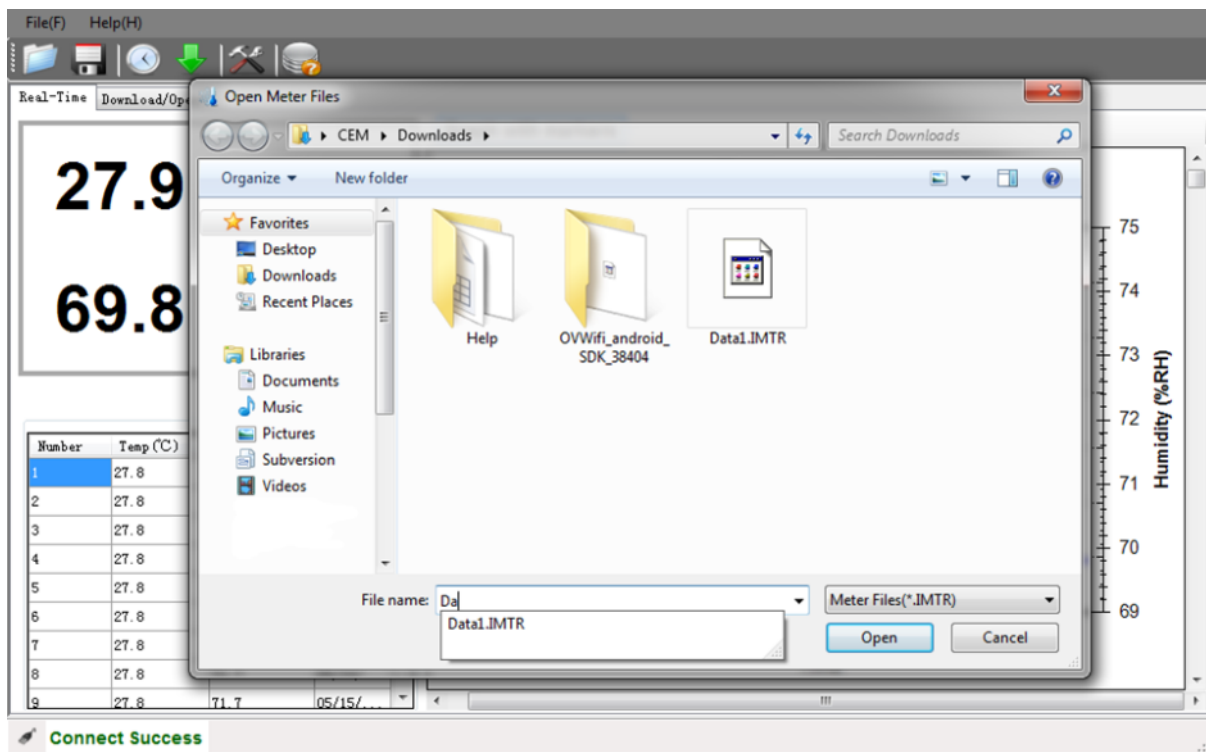 File(F) Help(H)
Real-Time Download/Ope
Open Meter Files
CEM Downloads
Search Downloads
Organize New folder
Favorites
Desktop
Downloads
Recent Places
Libraries
Documents
Music
Pictures
Subversion
Videos
Help
OVWifi_android_
SDK_38404
Data1.IMTR
File name: Da
Data1.IMTR
Meter Files(*.IMTR)
Open Cancel
27.9
69.8
Number Temp(℃)
1 27.8
2 27.8
3 27.8
4 27.8
5 27.8
6 27.8
7 27.8
8 27.8
9 27.8 71.7 05/15/...
75
74
73
72
71
70
69
Humidity (%RH)
Connect Success